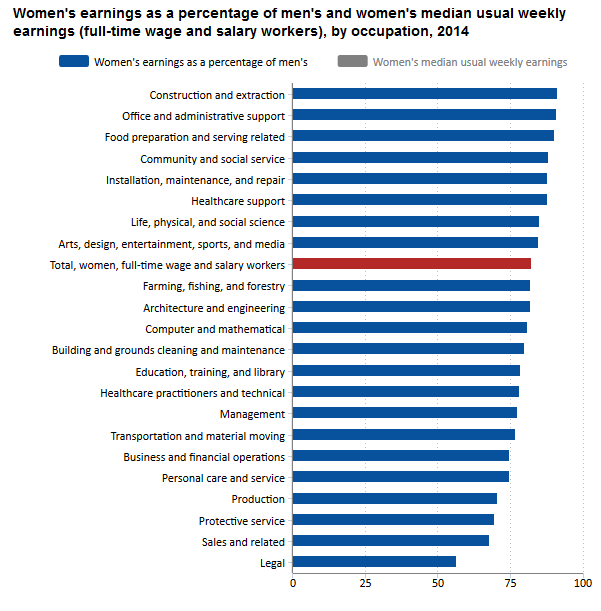 Women's earnings as a percentage of men's and women's median usual weekly
earnings (full-time wage and salary workers), by occupation, 2014
Women's earnings as a percentage of men's
Women's median usual weekly earnings
Construction and extraction
Office and administrative support
Food preparation and serving related
Community and social service
Installation, maintenance, and repair
Healthcare support
Life, physical, and social science
Arts, design, entertainment, sports, and media
Total, women, full-time wage and salary workers
Farming, fishing, and forestry
Architecture and engineering
Computer and mathematical
Building and grounds cleaning and maintenance
Education, training, and library
Healthcare practitioners and technical
Management
Transportation and material moving
Business and financial operations
Personal care and service
Production
Protective service
Sales and related
Legal
0 25 50 75 100